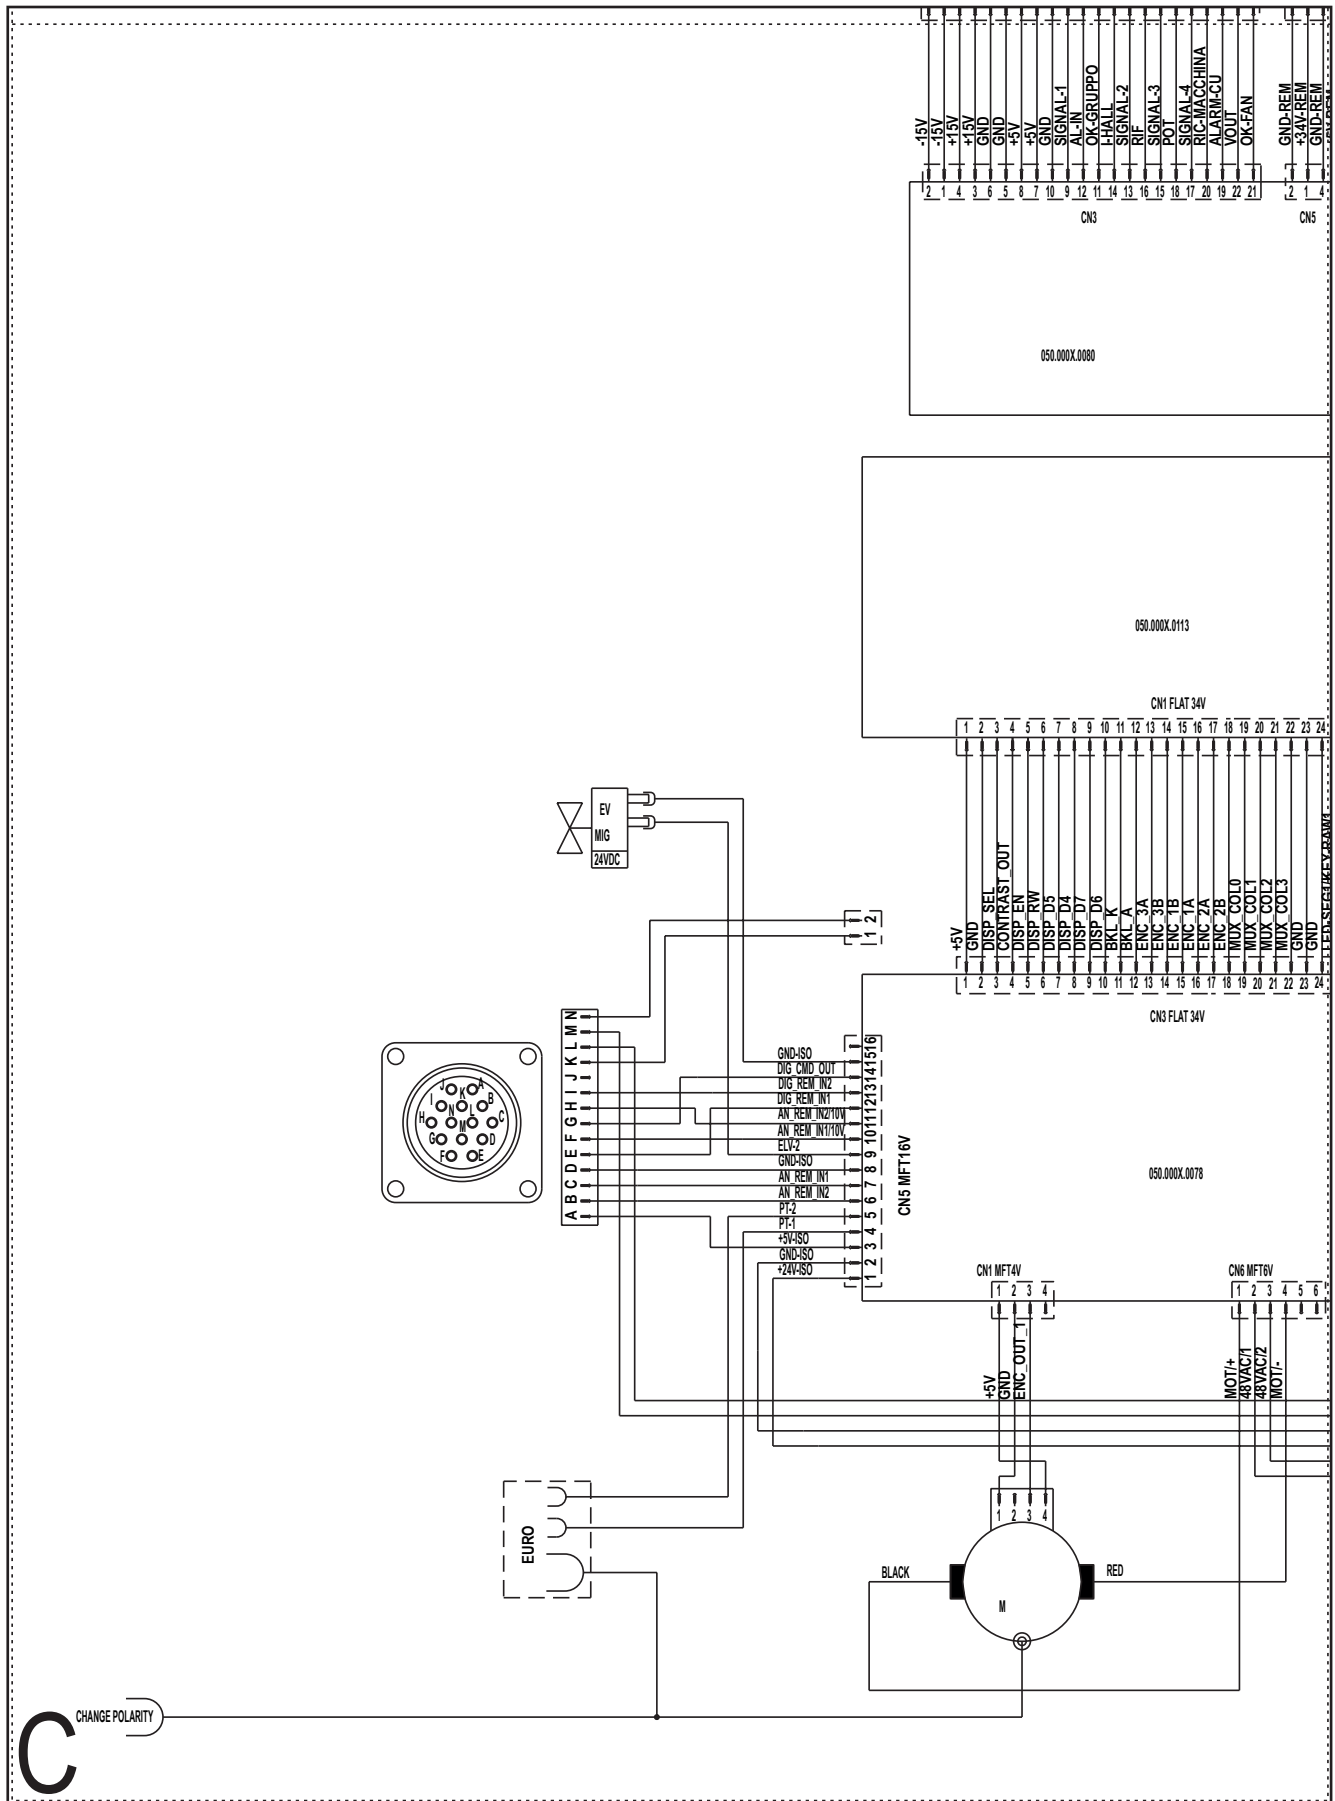 -15V
-15V
+15V
+15V
GND
GND
+5V
+5V
GND
SIGNAL-1
AL-IN
OK-GRUPPO
I-HALL
SIGNAL-2
RIF
SIGNAL-3
POT
SIGNAL-4
RIC-MACCHINA
ALARM-CU
VOUT
OK-FAN
GND-REM
+34V-REM
GND-REM
2 1 4 3 6 5 8 7 10 9 12 11 14 13 16 15 18 17 20 19 22 21
2 1 4
CN3
CN5
050.000X.0080
050.000X.0113
CN1 FLAT 34V
1 2 3 4 5 6 7 8 9 10 11 12 13 14 15 16 17 18 19 20 21 22 23 24
EV
MIG
24VDC
+5V
GND
DISP_SEL
CONTRAST_OUT
DISP_EN
DISP_RW
DISP_D5
DISP_D4
DISP_D7
DISP_D6
BKL_K
BKL_A
ENC_3A
ENC_3B
ENC_1B
ENC_1A
ENC_2A
ENC_2B
MUX_COL0
MUX_COL1
MUX_COL2
MUX_COL3
GND
GND
LED-SEG1/KEY-RAW1
1 2 3 4 5 6 7 8 9 10 11 12 13 14 15 16 17 18 19 20 21 22 23 24
CN3 FLAT 34V
1 2
J A
K
I B
N L
H C
M
G D
F E
A B C D E F G H I J K L M N
GND-ISO
DIG_CMD_OUT
DIG_REM_IN2
DIG_REM_IN1
AN_REM_IN2/10V
AN_REM_IN1/10V
ELV-2
GND-ISO
AN_REM_IN1
AN_REM_IN2
PT-2
PT-1
+5V-ISO
GND-ISO
+24V-ISO
1 2 3 4 5 6 7 8 9 10 11 12 13 14 15 16
CN5 MFT16V
050.000X.0078
CN1 MFT4V
1 2 3 4
CN6 MFT6V
1 2 3 4 5 6
+5V
GND
ENC_OUT_1
MOT/+
48VAC/1
48VAC/2
MOT/-
EURO
1 2 3 4
BLACK
RED
M
CHANGE POLARITY
C